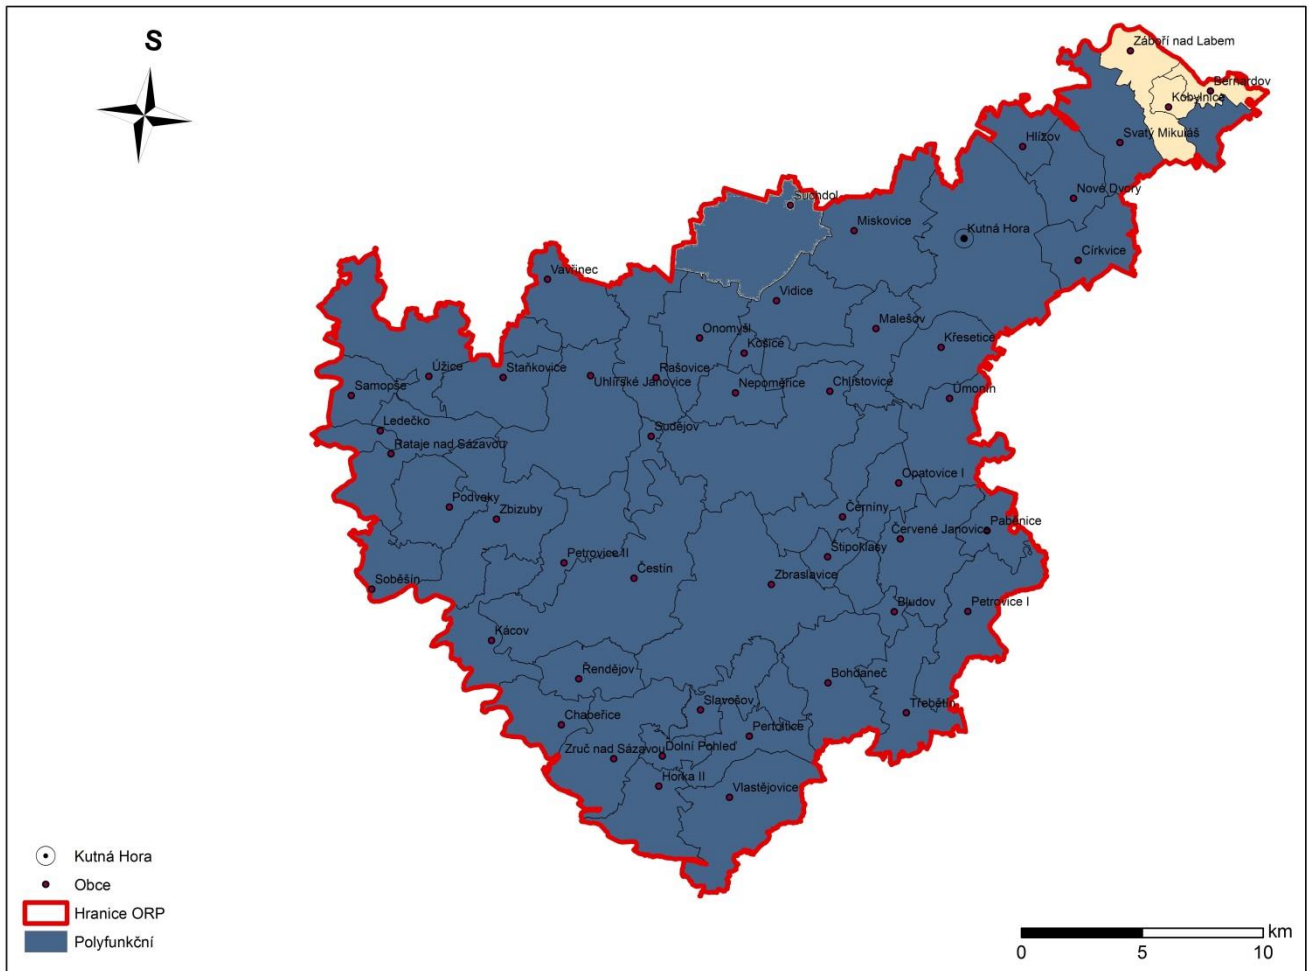 S
Záboří nad Labem
Bernardov
Kobylnice
Hlízov
Svatý Mikuláš
Suchdol
Nové Dvory
Miskovice
Kutná Hora
Církvice
Vavřinec
Vidice
Malešov
Onomyšl
Košice
Křesetice
Úžice
Staňkovice
Uhlířské Janovice
Rašovice
Nepoměřice
Chlístovice
Úmonín
Samopše
Ledečko
Sudějov
Rataje nad Sázavou
Opatovice I
Podveky
Zbizuby
Černíny
Červené Janovice
Paběnice
Petrovice II
Štipoklasy
Čestín
Zbraslavice
Soběšín
Bludov
Petrovice I
Kácov
Řendějov
Bohdaneč
Slavošov
Třebětín
Chabeřice
Pertoltice
Zruč nad Sázavou
Dolní Pohleď
Horka II
Vlastějovice
Kutná Hora
Obce
Hranice ORP
Polyfunkční
km
0 5 10